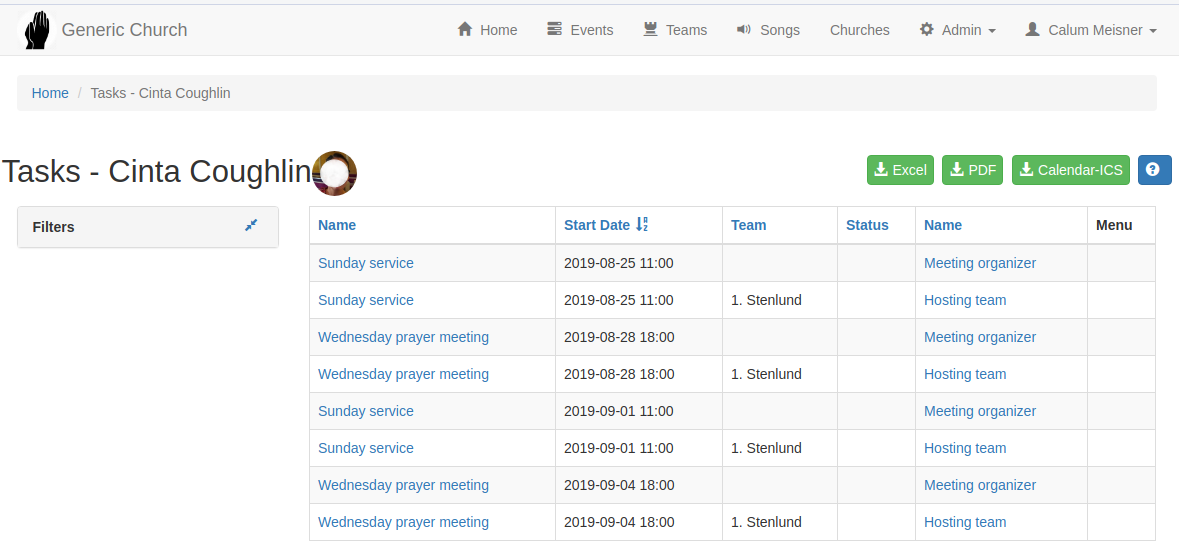 Generic Church Home Events Teams Songs Churches Admin Calum Meisner
Home / Tasks - Cinta Coughlin
Tasks - Cinta Coughlin Excel PDF Calendar-ICS ?
Filters
Name Start Date Team Status Name Menu
Sunday service 2019-08-25 11:00 Meeting organizer
Sunday service 2019-08-25 11:00 1. Stenlund Hosting team
Wednesday prayer meeting 2019-08-28 18:00 Meeting organizer
Wednesday prayer meeting 2019-08-28 18:00 1. Stenlund Hosting team
Sunday service 2019-09-01 11:00 Meeting organizer
Sunday service 2019-09-01 11:00 1. Stenlund Hosting team
Wednesday prayer meeting 2019-09-04 18:00 Meeting organizer
Wednesday prayer meeting 2019-09-04 18:00 1. Stenlund Hosting team